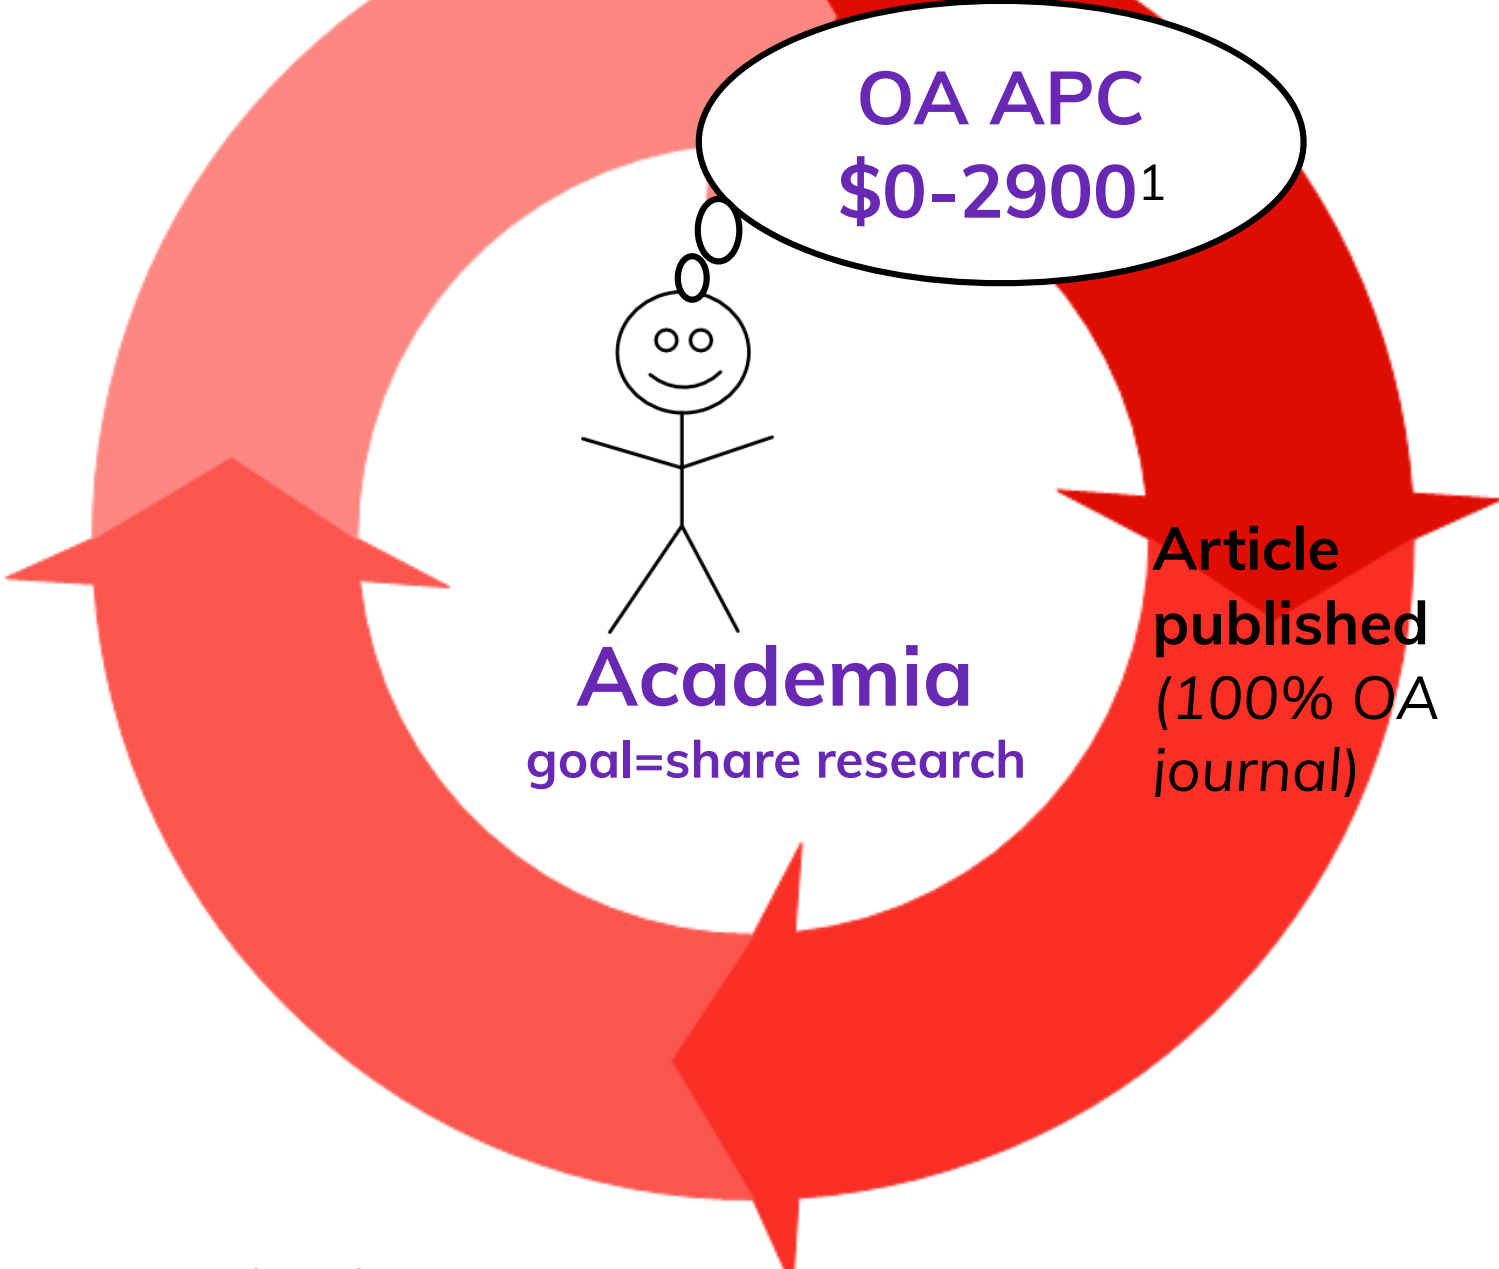 OA APC
$0-2900¹
Academia
goal=share research
Article
published
(100% OA
journal)